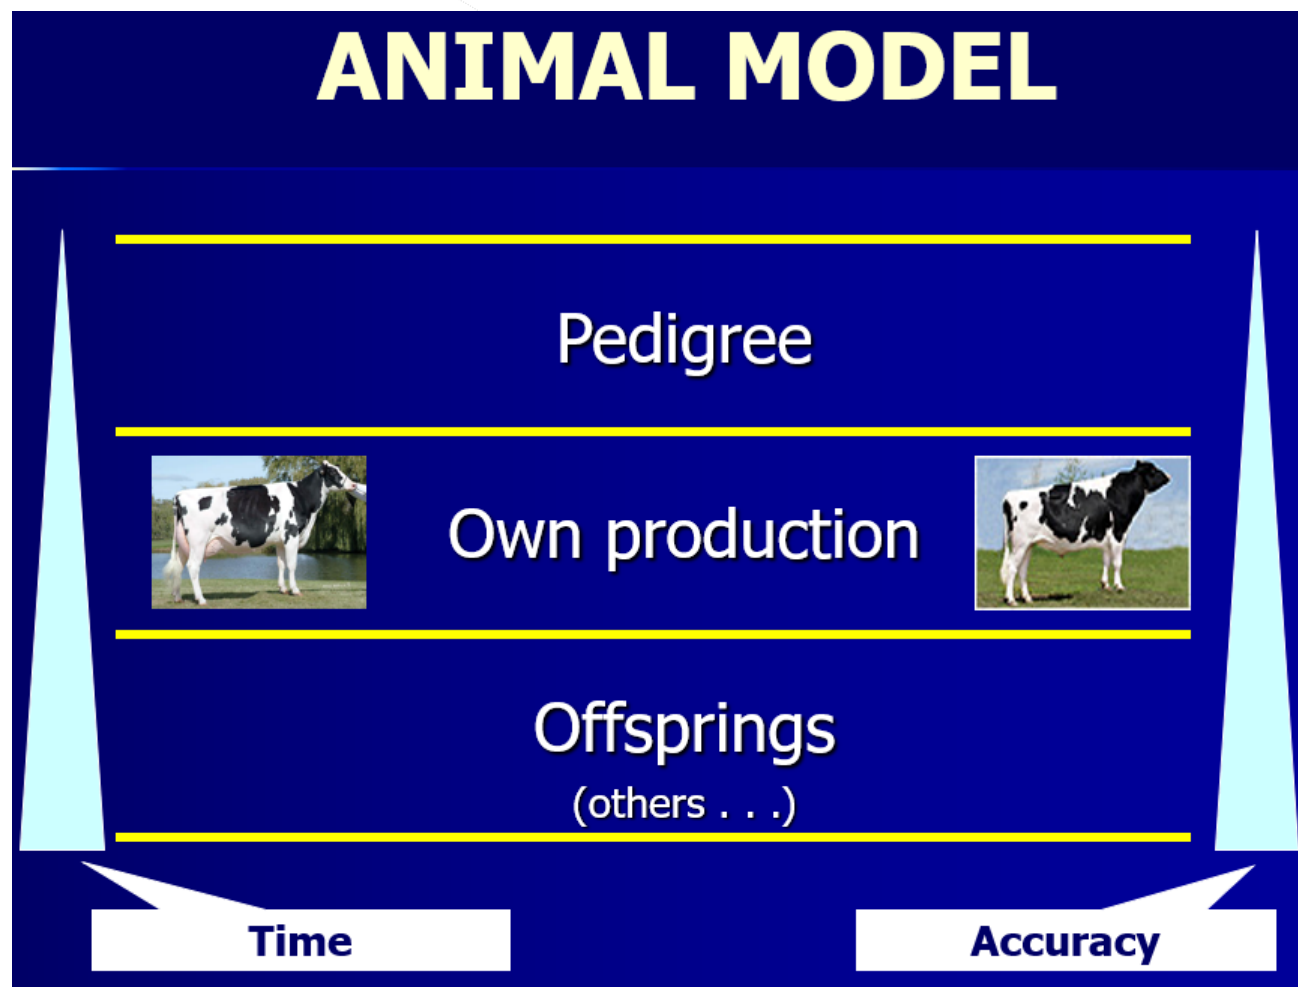 ANIMAL MODEL
Pedigree
Own production
Offsprings
(others . . .)
Time
Accuracy